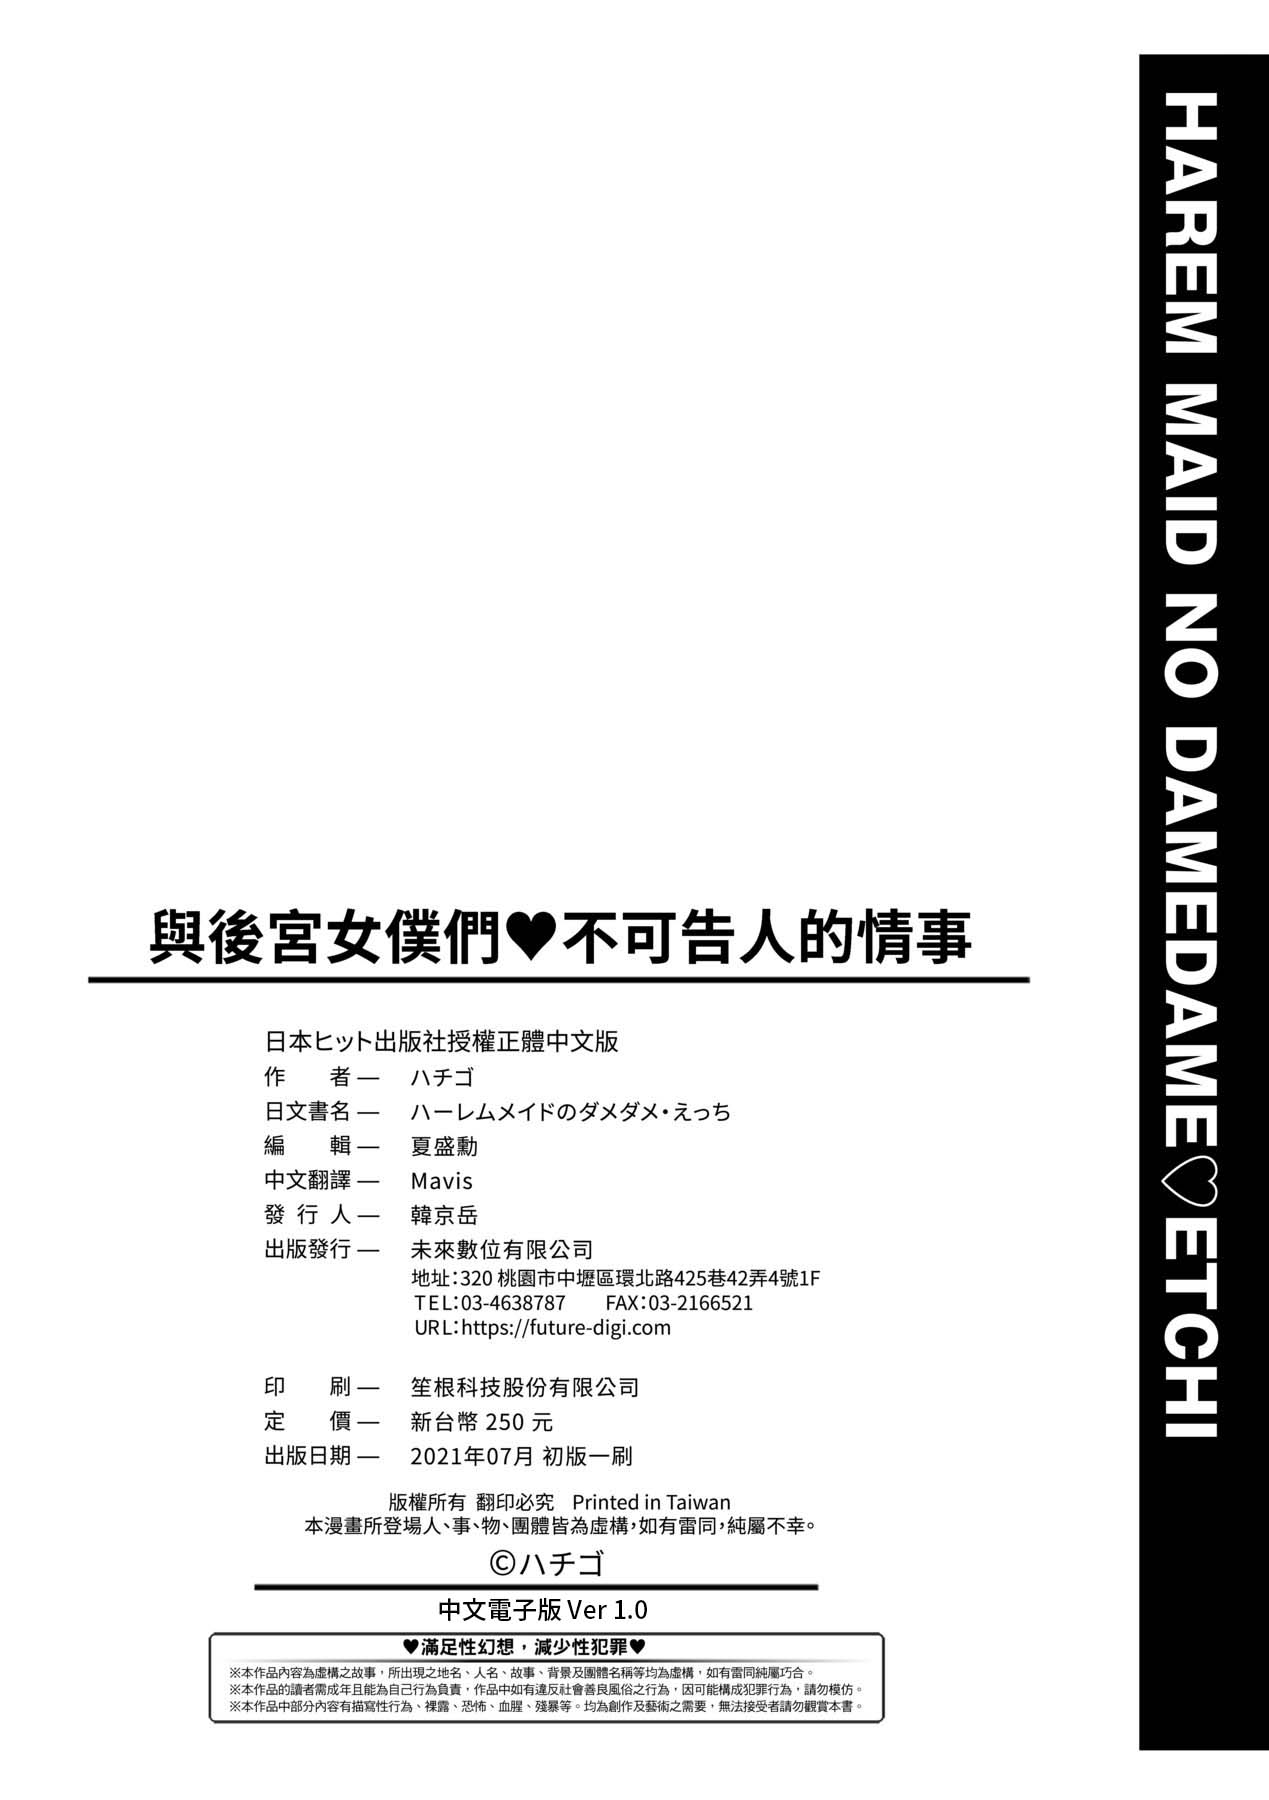 HAREM MAID NO DAMEDAME♡ETCHI
與後宮女僕們♥不可告人的情事
日本ヒット出版社授權正體中文版
作　者 — ハチゴ
日文書名 — ハーレムメイドのダメダメ・えっち
編　輯 — 夏盛勳
中文翻譯 — Mavis
發行人 — 韓京岳
出版發行 — 未來數位有限公司
地址：320 桃園市中壢區環北路425巷42弄4號1F
TEL：03-4638787　FAX：03-2166521
URL：https://future-digi.com
印　刷 — 笙根科技股份有限公司
定　價 — 新台幣 250 元
出版日期 — 2021年07月 初版一刷
版權所有 翻印必究　Printed in Taiwan
本漫畫所登場人、事、物、團體皆為虛構，如有雷同，純屬不幸。
©ハチゴ
中文電子版 Ver 1.0
♥滿足性幻想，減少性犯罪♥
※本作品內容為虛構之故事，所出現之地名、人名、故事、背景及團體名稱等均為虛構，如有雷同純屬巧合。
※本作品的讀者需成年且能為自己行為負責，作品中如有違反社會善良風俗之行為，因可能構成犯罪行為，請勿模仿。
※本作品中部分內容有描寫性行為、裸露、恐怖、血腥、殘暴等。均為創作及藝術之需要，無法接受者請勿觀賞本書。